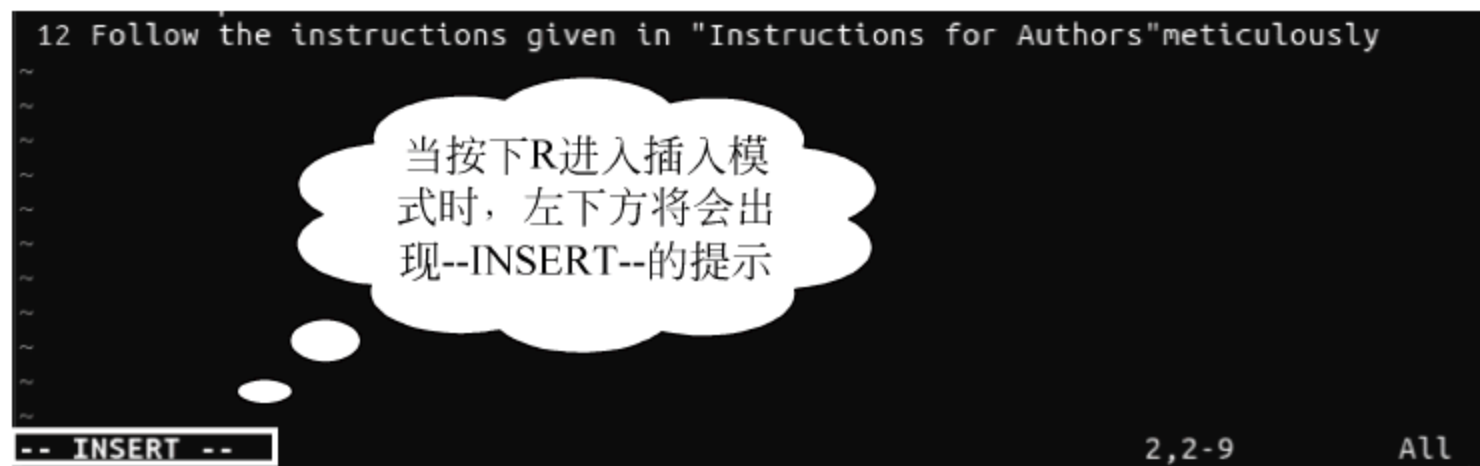 12 Follow the instructions given in "Instructions for Authors"meticulously
~
~
~
~
~
~
~
~
~
~
~
当按下R进入插入模
式时，左下方将会出
现--INSERT--的提示
-- INSERT -- 2,2-9 All